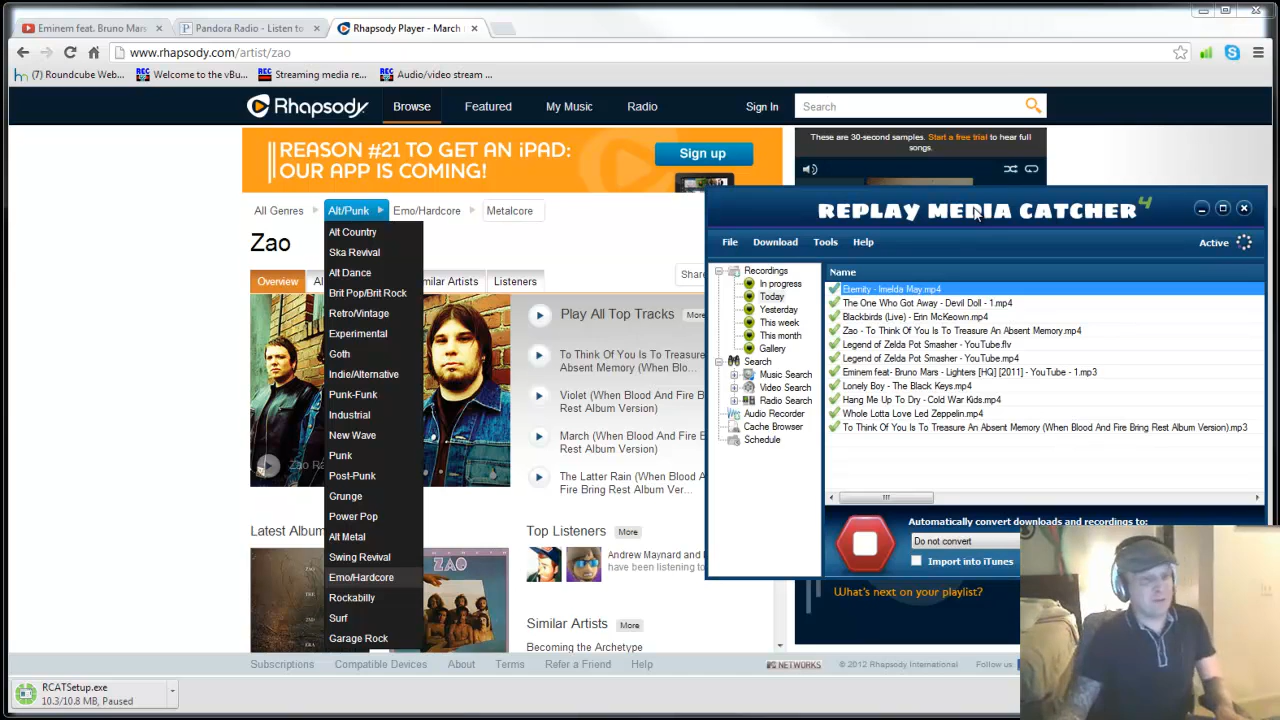 Eminem feat. Bruno Mars
Pandora Radio - Listen to
Rhapsody Player - March
www.rhapsody.com/artist/zao
(7) Roundcube Web...
Welcome to the vBu...
Streaming media re...
Audio/video stream ...
Rhapsody
Browse
Featured
My Music
Radio
Sign In
Search
REASON #21 TO GET AN iPAD:
OUR APP IS COMING!
Sign up
These are 30-second samples. Start a free trial to hear full
songs.
All Genres
Alt/Punk
Emo/Hardcore
Metalcore
Zao
Overview
Al
milar Artists
Listeners
Share
Alt Country
Ska Revival
Alt Dance
Brit Pop/Brit Rock
Retro/Vintage
Experimental
Goth
Indie/Alternative
Punk-Funk
Industrial
New Wave
Punk
Post-Punk
Grunge
Power Pop
Alt Metal
Swing Revival
Emo/Hardcore
Rockabilly
Surf
Garage Rock
Zao Ra
Play All Top Tracks
More
To Think Of You Is To Treasure
Absent Memory (When Blo...
Violet (When Blood And Fire B
Rest Album Version)
March (When Blood And Fire B
Rest Album Version)
The Latter Rain (When Blood
Fire Bring Rest Album Ver...
Latest Album
ZAO
Top Listeners
More
Andrew Maynard and
have been listening to
Similar Artists
More
Becoming the Archetype
REPLAY MEDIA CATCHER 4
File
Download
Tools
Help
Active
Recordings
In progress
Today
Yesterday
This week
This month
Gallery
Search
Music Search
Video Search
Radio Search
Audio Recorder
Cache Browser
Schedule
Name
Eternity - Imelda May.mp4
The One Who Got Away - Devil Doll - 1.mp4
Blackbirds (Live) - Erin McKeown.mp4
Zao - To Think Of You Is To Treasure An Absent Memory.mp4
Legend of Zelda Pot Smasher - YouTube.flv
Legend of Zelda Pot Smasher - YouTube.mp4
Eminem feat- Bruno Mars - Lighters [HQ] [2011] - YouTube - 1.mp3
Lonely Boy - The Black Keys.mp4
Hang Me Up To Dry - Cold War Kids.mp4
Whole Lotta Love Led Zeppelin.mp4
To Think Of You Is To Treasure An Absent Memory (When Blood And Fire Bring Rest Album Version).mp3
Automatically convert downloads and recordings to:
Do not convert
Import into iTunes
What's next on your playlist?
Subscriptions
Compatible Devices
About
Terms
Refer a Friend
Help
NETWORKS
© 2012 Rhapsody International
Follow us
RCATSetup.exe
10.3/10.8 MB, Paused